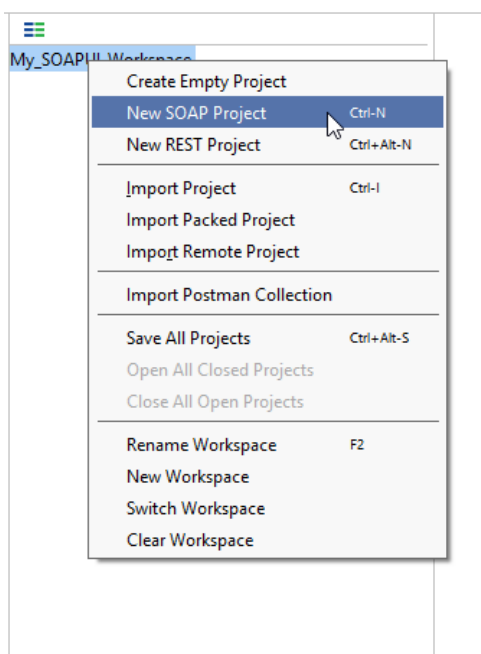 My_SOAPUI_Workspace
Create Empty Project
New SOAP Project Ctrl-N
New REST Project Ctrl+Alt-N
Import Project Ctrl-I
Import Packed Project
Import Remote Project
Import Postman Collection
Save All Projects Ctrl+Alt-S
Open All Closed Projects
Close All Open Projects
Rename Workspace F2
New Workspace
Switch Workspace
Clear Workspace